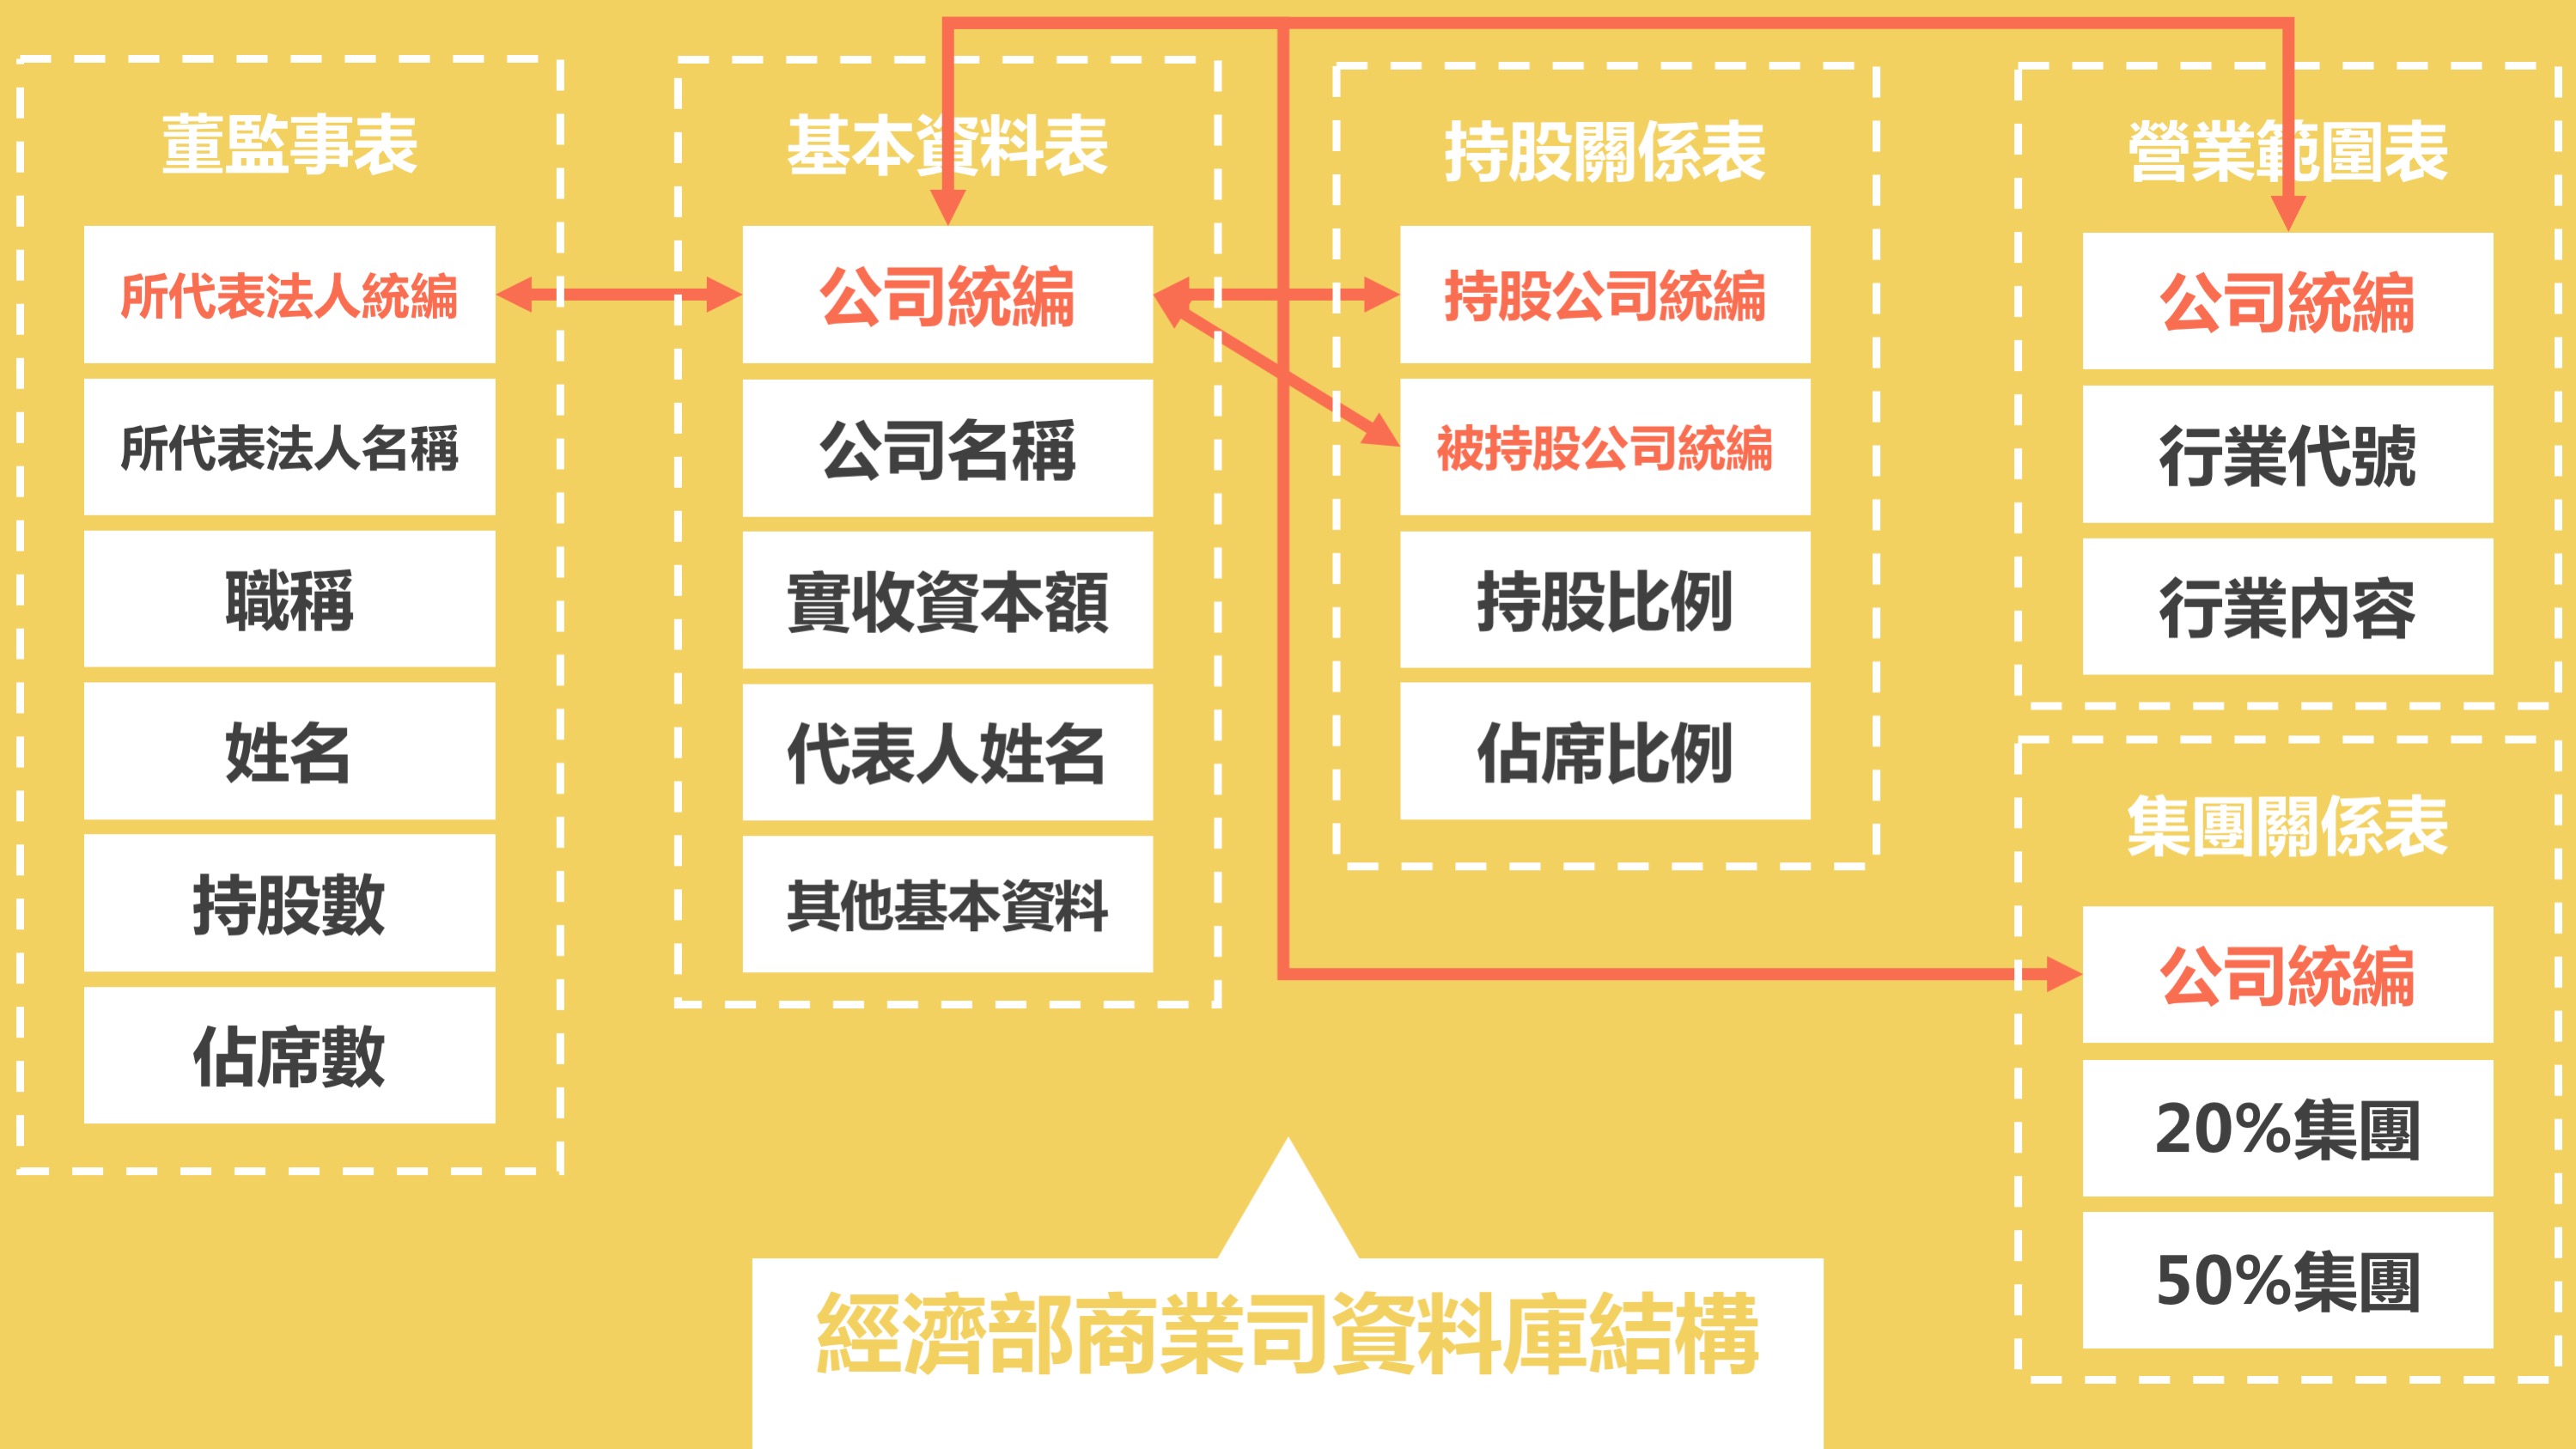 董監事表
所代表法人統編
所代表法人名稱
職稱
姓名
持股數
佔席數
基本資料表
公司統編
公司名稱
實收資本額
代表人姓名
其他基本資料
持股關係表
持股公司統編
被持股公司統編
持股比例
佔席比例
營業範圍表
公司統編
行業代號
行業內容
集團關係表
公司統編
20%集團
50%集團
經濟部商業司資料庫結構